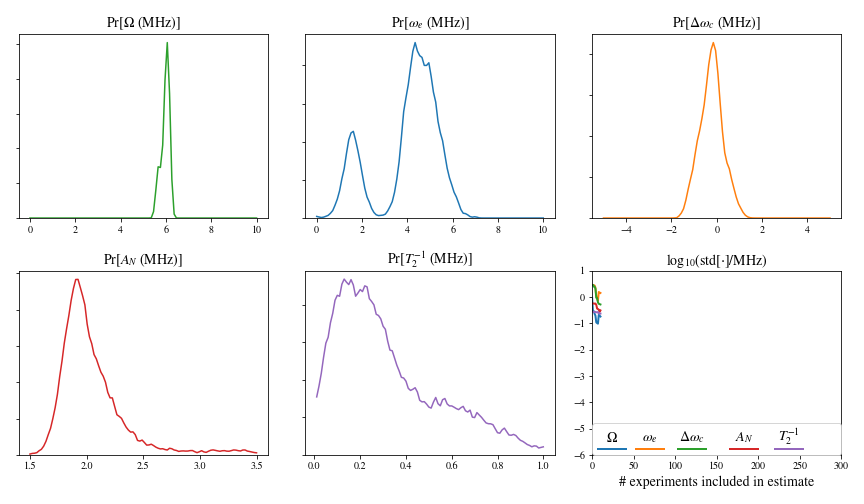 Pr[Ω (MHz)]
0 2 4 6 8 10
Pr[ωe (MHz)]
0 2 4 6 8 10
Pr[Δωc (MHz)]
−4 −2 0 2 4
Pr[AN (MHz)]
1.5 2.0 2.5 3.0 3.5
Pr[T2−1 (MHz)]
0.0 0.2 0.4 0.6 0.8 1.0
log10(std[·]/MHz)
1
0
−1
−2
−3
−4
−5
−6
Ω ωe Δωc AN T2−1
0 50 100 150 200 250 300
# experiments included in estimate